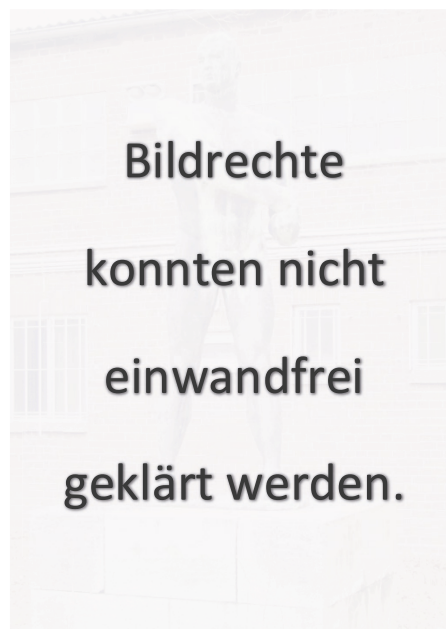 Bildrechte
konnten nicht
einwandfrei
geklärt werden.